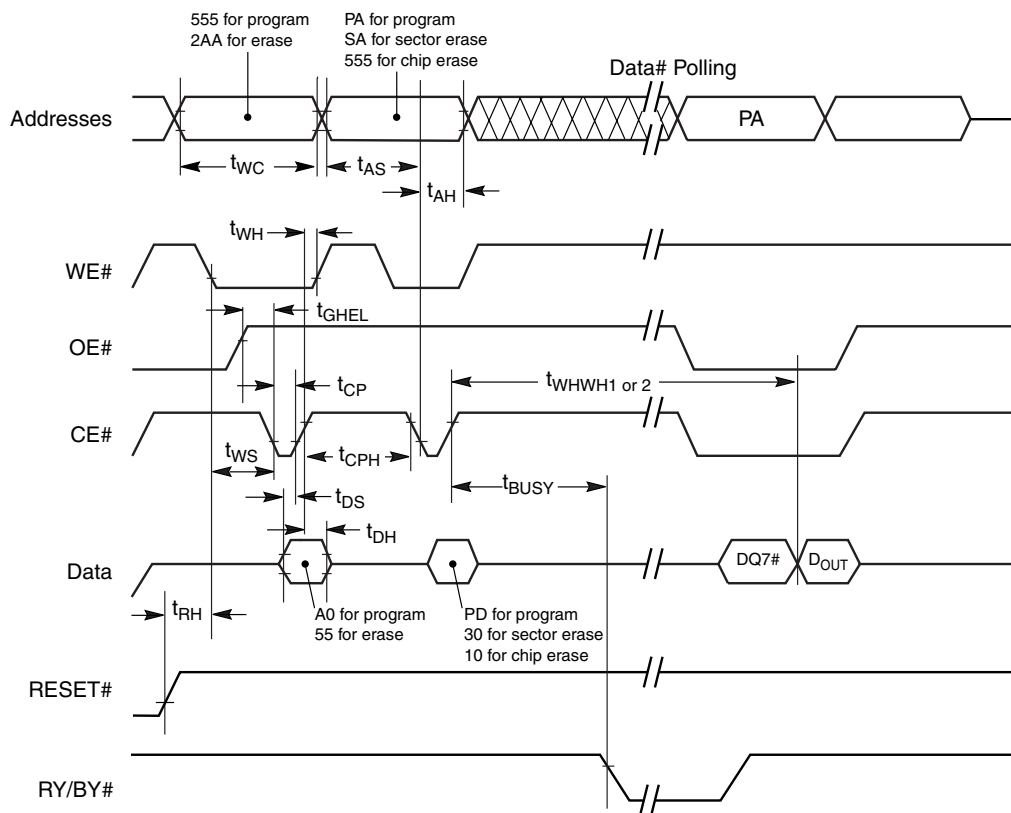 555 for program
2AA for erase
PA for program
SA for sector erase
555 for chip erase
Data# Polling
Addresses
PA
tWC
tAS
tAH
tWH
WE#
tGHEL
OE#
tCP
tWHWH1 or 2
CE#
tWS
tCPH
tBUSY
tDS
tDH
Data
DQ7#
DOUT
tRH
A0 for program
55 for erase
PD for program
30 for sector erase
10 for chip erase
RESET#
RY/BY#